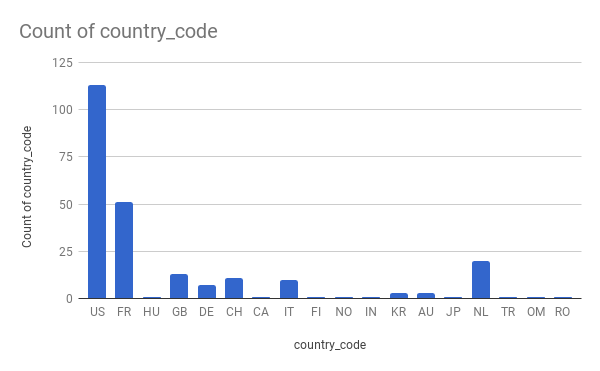 Count of country_code
Count of country_code
125
100
75
50
25
0
US FR HU GB DE CH CA IT FI NO IN KR AU JP NL TR OM RO
country_code